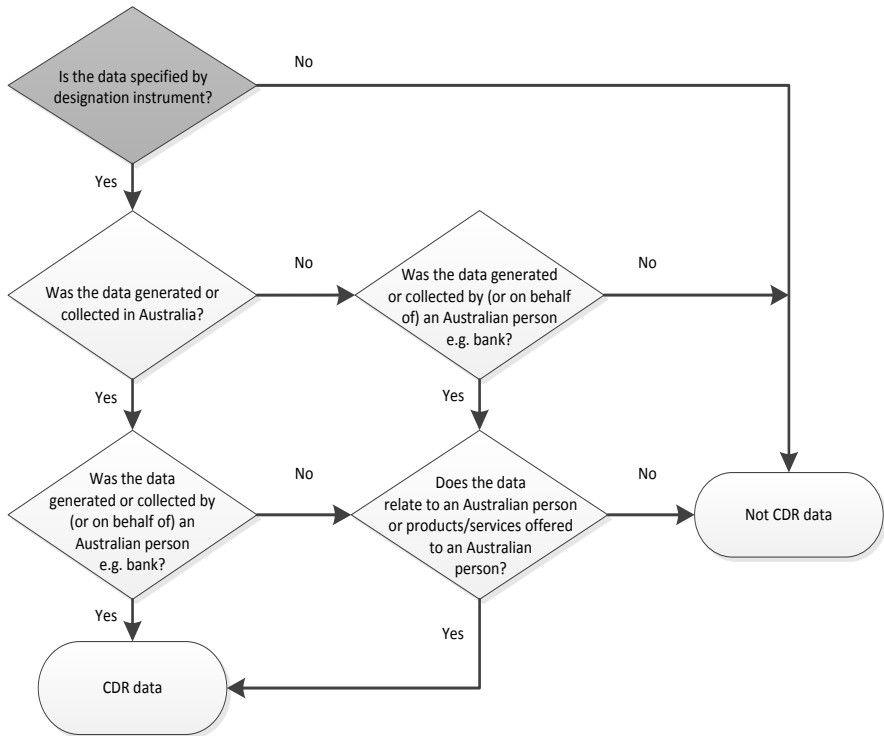 Is the data specified by
designation instrument?
No
Yes
Was the data generated or
collected in Australia?
No
Was the data generated
or collected by (or on behalf
of) an Australian person
e.g. bank?
No
Yes
Yes
Was the data
generated or collected by
(or on behalf of) an
Australian person
e.g. bank?
No
Does the data
relate to an Australian person
or products/services offered
to an Australian
person?
No
Not CDR data
Yes
Yes
CDR data